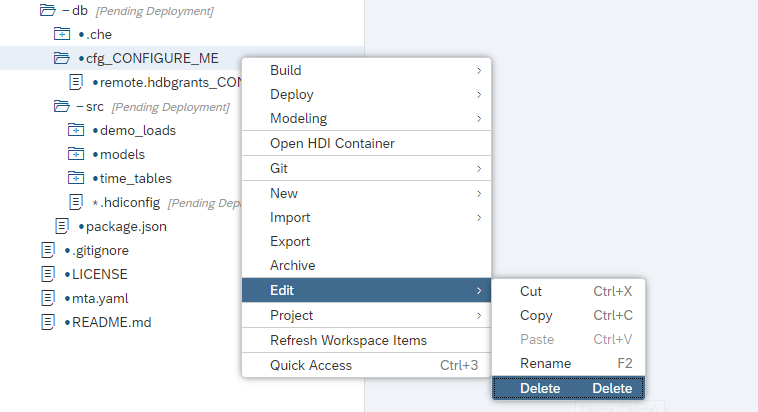 db [Pending Deployment]
.che
cfg_CONFIGURE_ME
remote.hdbgrants_CON
src [Pending Deployment]
demo_loads
models
time_tables
* .hdiconfig [Pending Dep
package.json
.gitignore
LICENSE
mta.yaml
README.md
Build
Deploy
Modeling
Open HDI Container
Git
New
Import
Export
Archive
Edit
Project
Refresh Workspace Items
Quick Access Ctrl+3
Cut Ctrl+X
Copy Ctrl+C
Paste Ctrl+V
Rename F2
Delete Delete